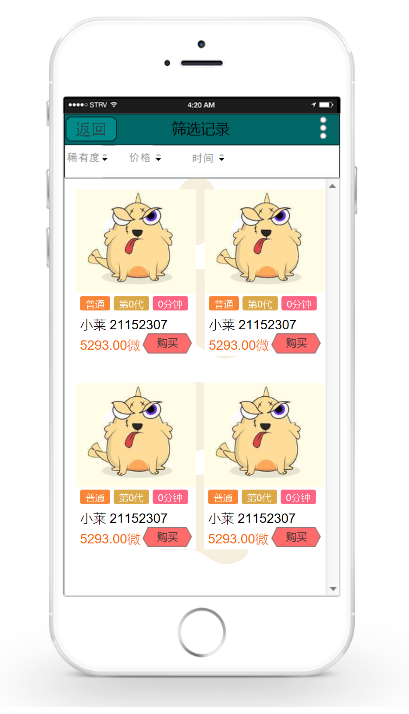 STRV 4:20 AM
返回 筛选记录
稀有度 价格 时间
普通 第0代 0分钟 普通 第0代 0分钟
小莱 21152307 小莱 21152307
5293.00微 购买 5293.00微 购买
普通 第0代 0分钟 普通 第0代 0分钟
小莱 21152307 小莱 21152307
5293.00微 购买 5293.00微 购买